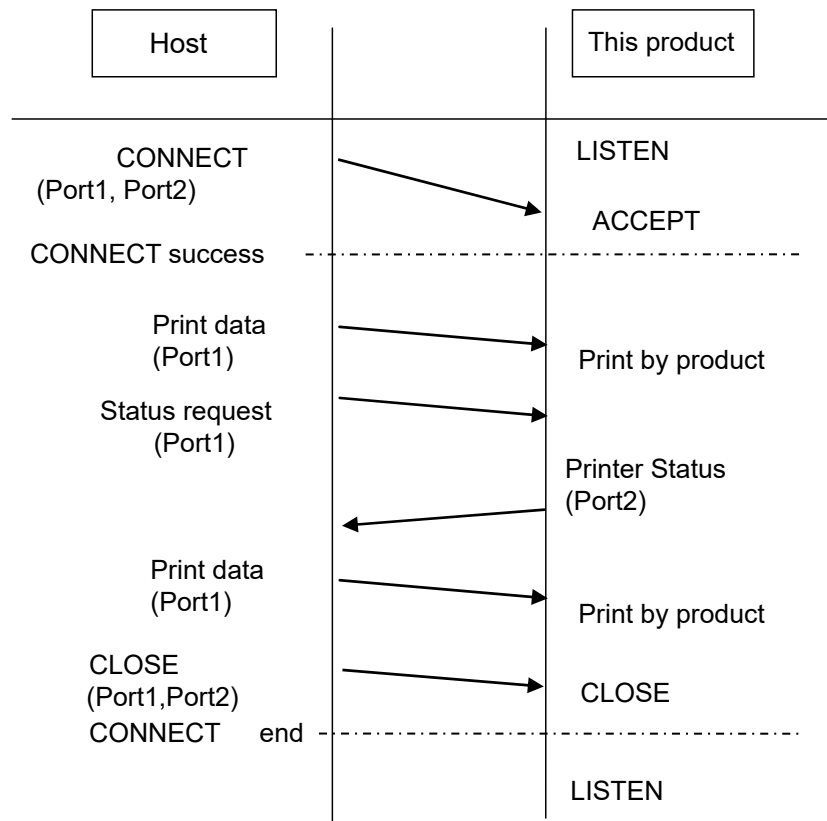 Host
This product
CONNECT
(Port1, Port2)
LISTEN
ACCEPT
CONNECT success
Print data
(Port1)
Print by product
Status request
(Port1)
Printer Status
(Port2)
Print data
(Port1)
Print by product
CLOSE
(Port1,Port2)
CLOSE
CONNECT end
LISTEN